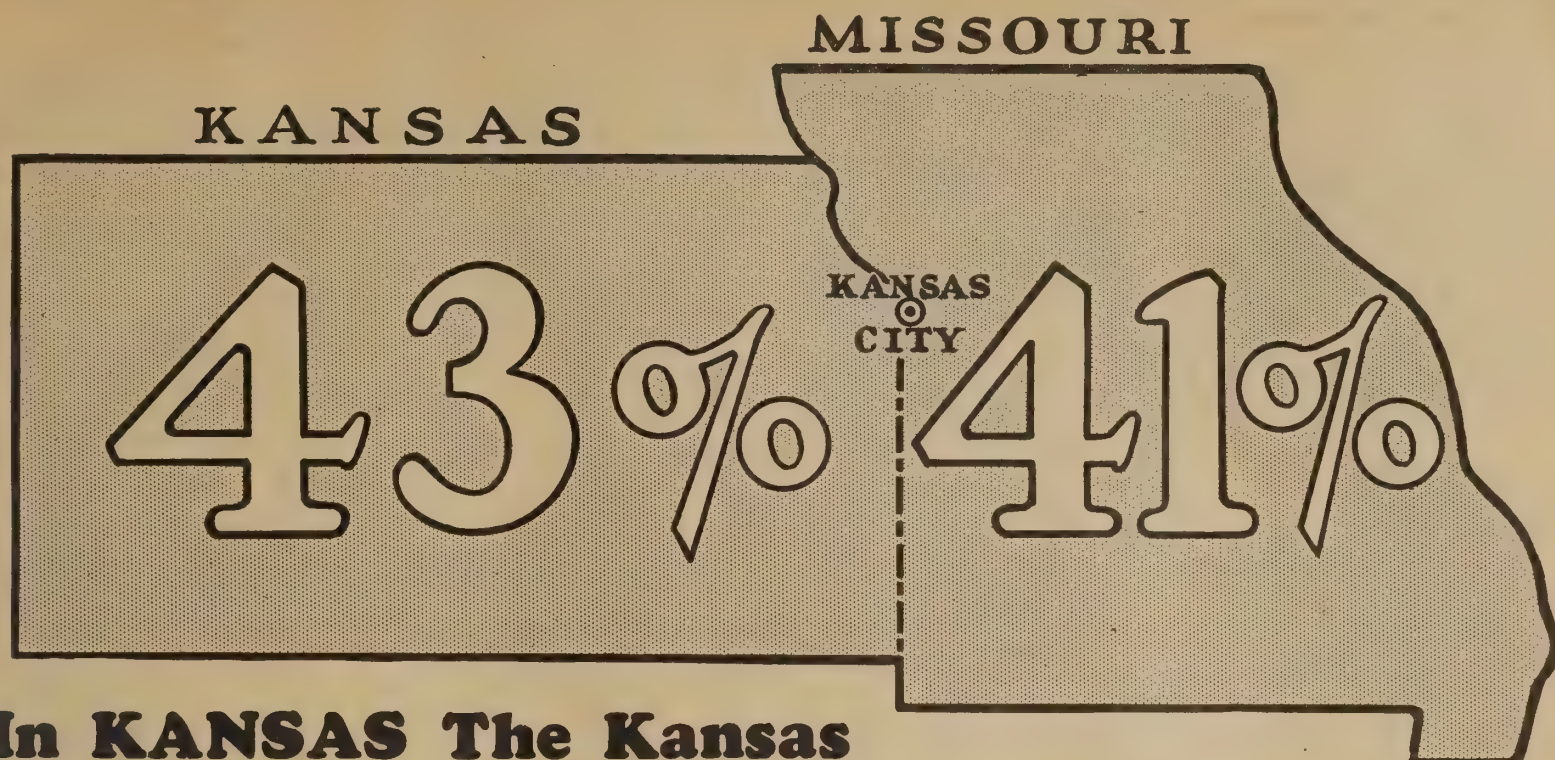 MISSOURI
KANSAS
KANSAS
CITY
43% 41%
In KANSAS The Kansas